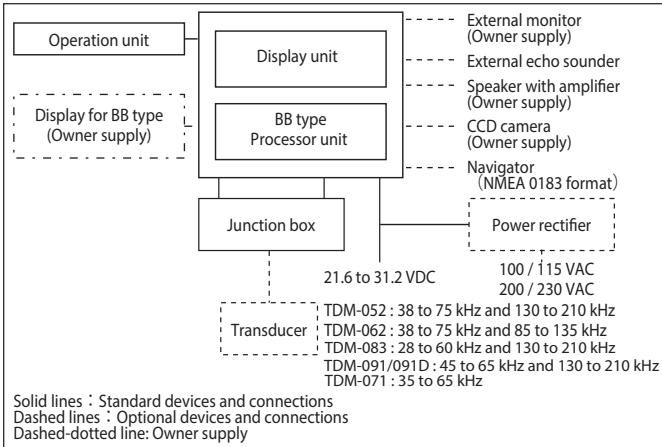 Operation unit
Display for BB type
(Owner supply)
Display unit
BB type
Processor unit
External monitor
(Owner supply)
External echo sounder
Speaker with amplifier
(Owner supply)
CCD camera
(Owner supply)
Navigator
(NMEA 0183 format)
Junction box
Power rectifier
21.6 to 31.2 VDC
100 / 115 VAC
200 / 230 VAC
Transducer
TDM-052 : 38 to 75 kHz and 130 to 210 kHz
TDM-062 : 38 to 75 kHz and 85 to 135 kHz
TDM-083 : 28 to 60 kHz and 130 to 210 kHz
TDM-091/091D : 45 to 65 kHz and 130 to 210 kHz
TDM-071 : 35 to 65 kHz
Solid lines : Standard devices and connections
Dashed lines : Optional devices and connections
Dashed-dotted line: Owner supply